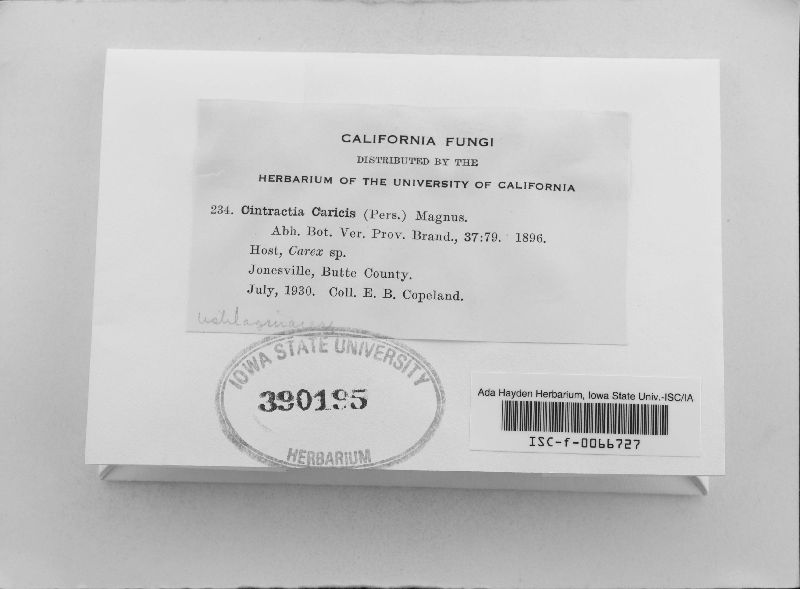 CALIFORNIA FUNGI
DISTRIBUTED BY THE
HERBARIUM OF THE UNIVERSITY OF CALIFORNIA
234. Cintractia Caricis (Pers.) Magnus.
Abh. Bot. Ver. Prov. Brand., 37:79. 1896.
Host, Carex sp.
Jonesville, Butte County.
July, 1930. Coll. E. B. Copeland.
Ustilaginaceae
IOWA STATE UNIVERSITY
390195
HERBARIUM
Ada Hayden Herbarium, Iowa State Univ.-ISC/IA
ISC-f-0066727